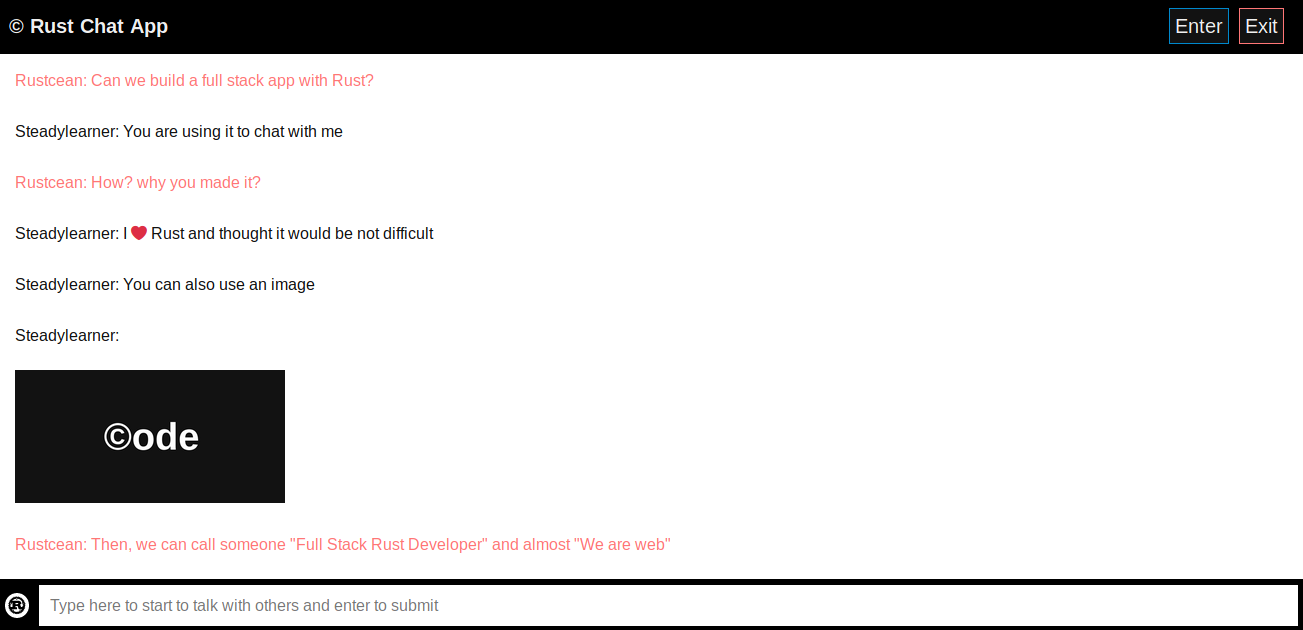 © Rust Chat App
Enter Exit
Rustcean: Can we build a full stack app with Rust?
Steadylearner: You are using it to chat with me
Rustcean: How? why you made it?
Steadylearner: I ❤ Rust and thought it would be not difficult
Steadylearner: You can also use an image
Steadylearner:
©ode
Rustcean: Then, we can call someone "Full Stack Rust Developer" and almost "We are web"
R
Type here to start to talk with others and enter to submit